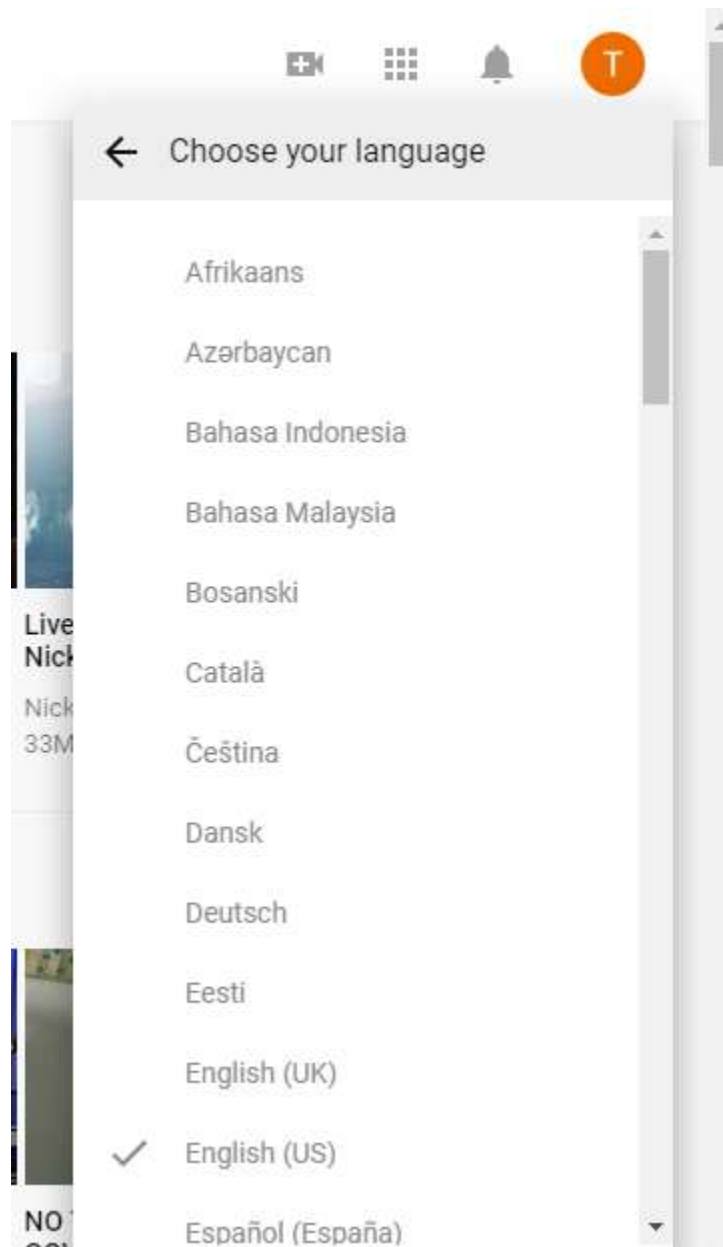 T
Choose your language
Afrikaans
Azərbaycan
Bahasa Indonesia
Bahasa Malaysia
Bosanski
Català
Čeština
Dansk
Deutsch
Eesti
English (UK)
English (US)
Español (España)
Live
Nick
Nick
33M
NO